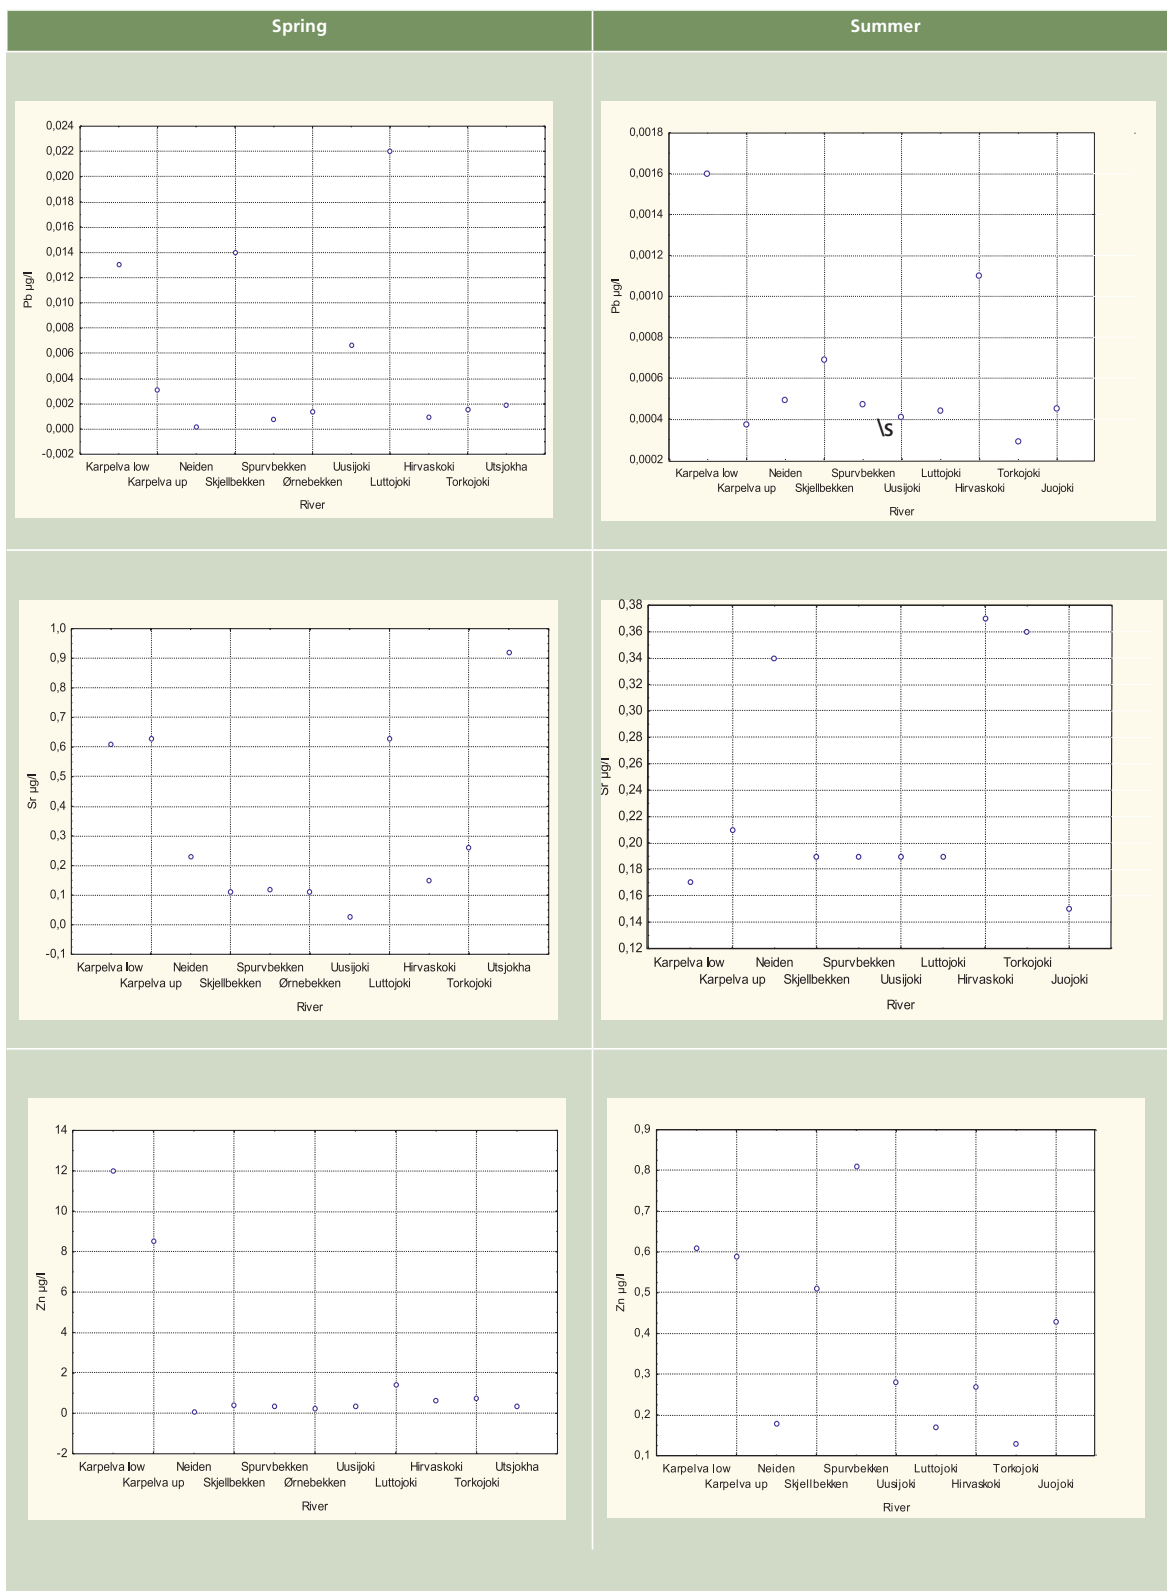 Spring
Summer
0,024
0,022
0,020
0,018
0,016
0,014
0,012
0,010
0,008
0,006
0,004
0,002
0,000
-0,002
Pb µg/l
Karpelva low Neiden Spurvbekken Uusijoki Hirvaskoki Utsjokha
Karpelva up Skjellbekken Ørnebekken Luttojoki Torkojoki
River
0,0018
0,0016
0,0014
0,0012
0,0010
0,0008
0,0006
0,0004
0,0002
Pb µg/l
\S
Karpelva low Neiden Spurvbekken Luttojoki Torkojoki
Karpelva up Skjellbekken Uusijoki Hirvaskoki Juojoki
River
1,0
0,9
0,8
0,7
0,6
0,5
0,4
0,3
0,2
0,1
0,0
-0,1
Sr µg/l
Karpelva low Neiden Spurvbekken Uusijoki Hirvaskoki Utsjokha
Karpelva up Skjellbekken Ørnebekken Luttojoki Torkojoki
River
0,38
0,36
0,34
0,32
0,30
0,28
0,26
0,24
0,22
0,20
0,18
0,16
0,14
0,12
Sr µg/l
Karpelva low Neiden Spurvbekken Luttojoki Torkojoki
Karpelva up Skjellbekken Uusijoki Hirvaskoki Juojoki
River
14
12
10
8
6
4
2
0
-2
Zn µg/l
Karpelva low Neiden Spurvbekken Uusijoki Hirvaskoki Utsjokha
Karpelva up Skjellbekken Ørnebekken Luttojoki Torkojoki
River
0,9
0,8
0,7
0,6
0,5
0,4
0,3
0,2
0,1
Zn µg/l
Karpelva low Neiden Spurvbekken Luttojoki Torkojoki
Karpelva up Skjellbekken Uusijoki Hirvaskoki Juojoki
River